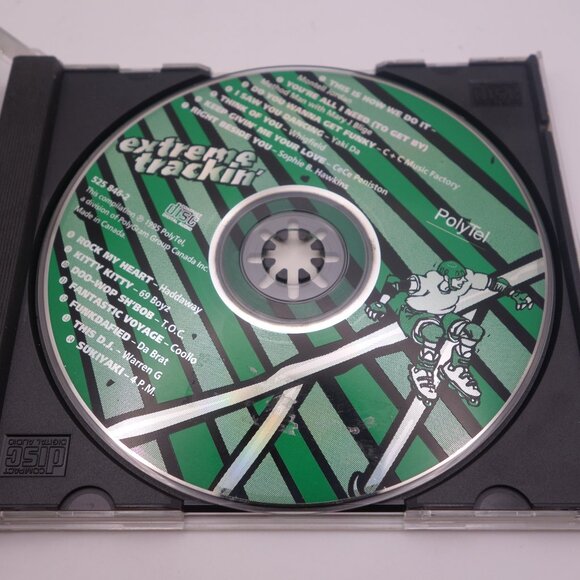 THIS IS HOW WE DO IT -
Montell Jordan
YOU'RE ALL I NEED (TO GET BY)
Method Man with Mary J Blige
DO YOU WANNA GET FUNKY - C + C Music Factory
I SAW YOU DANCING - Yaki Da
THINK OF YOU - Whigfield
KEEP GIVIN' ME YOUR LOVE - CeCe Peniston
RIGHT BESIDE YOU - Sophie B. Hawkins
extreme
trackin'
525 848-2
This compilation ℗ 1995 PolyTel,
a division of PolyGram Group Canada Inc.
Made in Canada.
COMPACT
disc
DIGITAL AUDIO
PolyTel
ROCK MY HEART - Haddaway
KITTY KITTY - 69 Boyz
DOO-WOP SH'BOB - T.O.C.
FANTASTIC VOYAGE - Coolio
FUNKDAFIED - Da Brat
THIS D.J. - Warren G
SUKIYAKI - 4 P.M.
COMPACT
disc
DIGITAL AUDIO